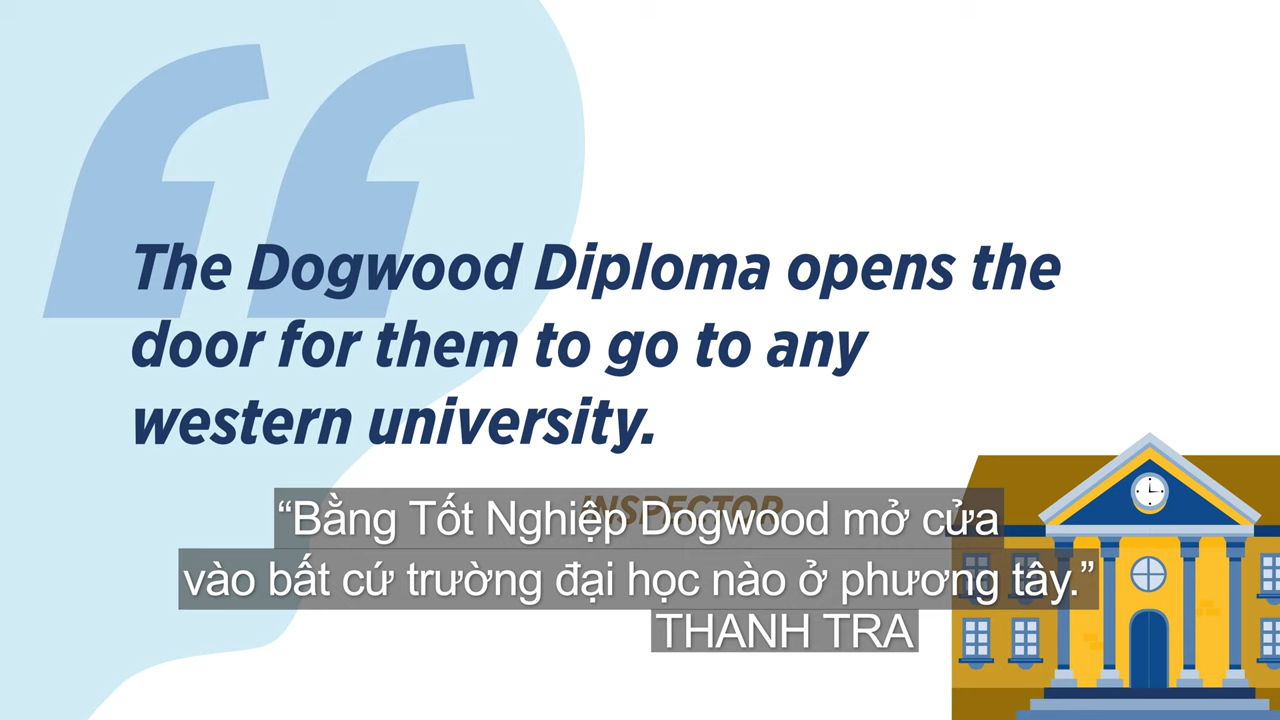 The Dogwood Diploma opens the
door for them to go to any
western university.
INSPECTOR
“Bằng Tốt Nghiệp Dogwood mở cửa
vào bất cứ trường đại học nào ở phương tây.”
THANH TRA